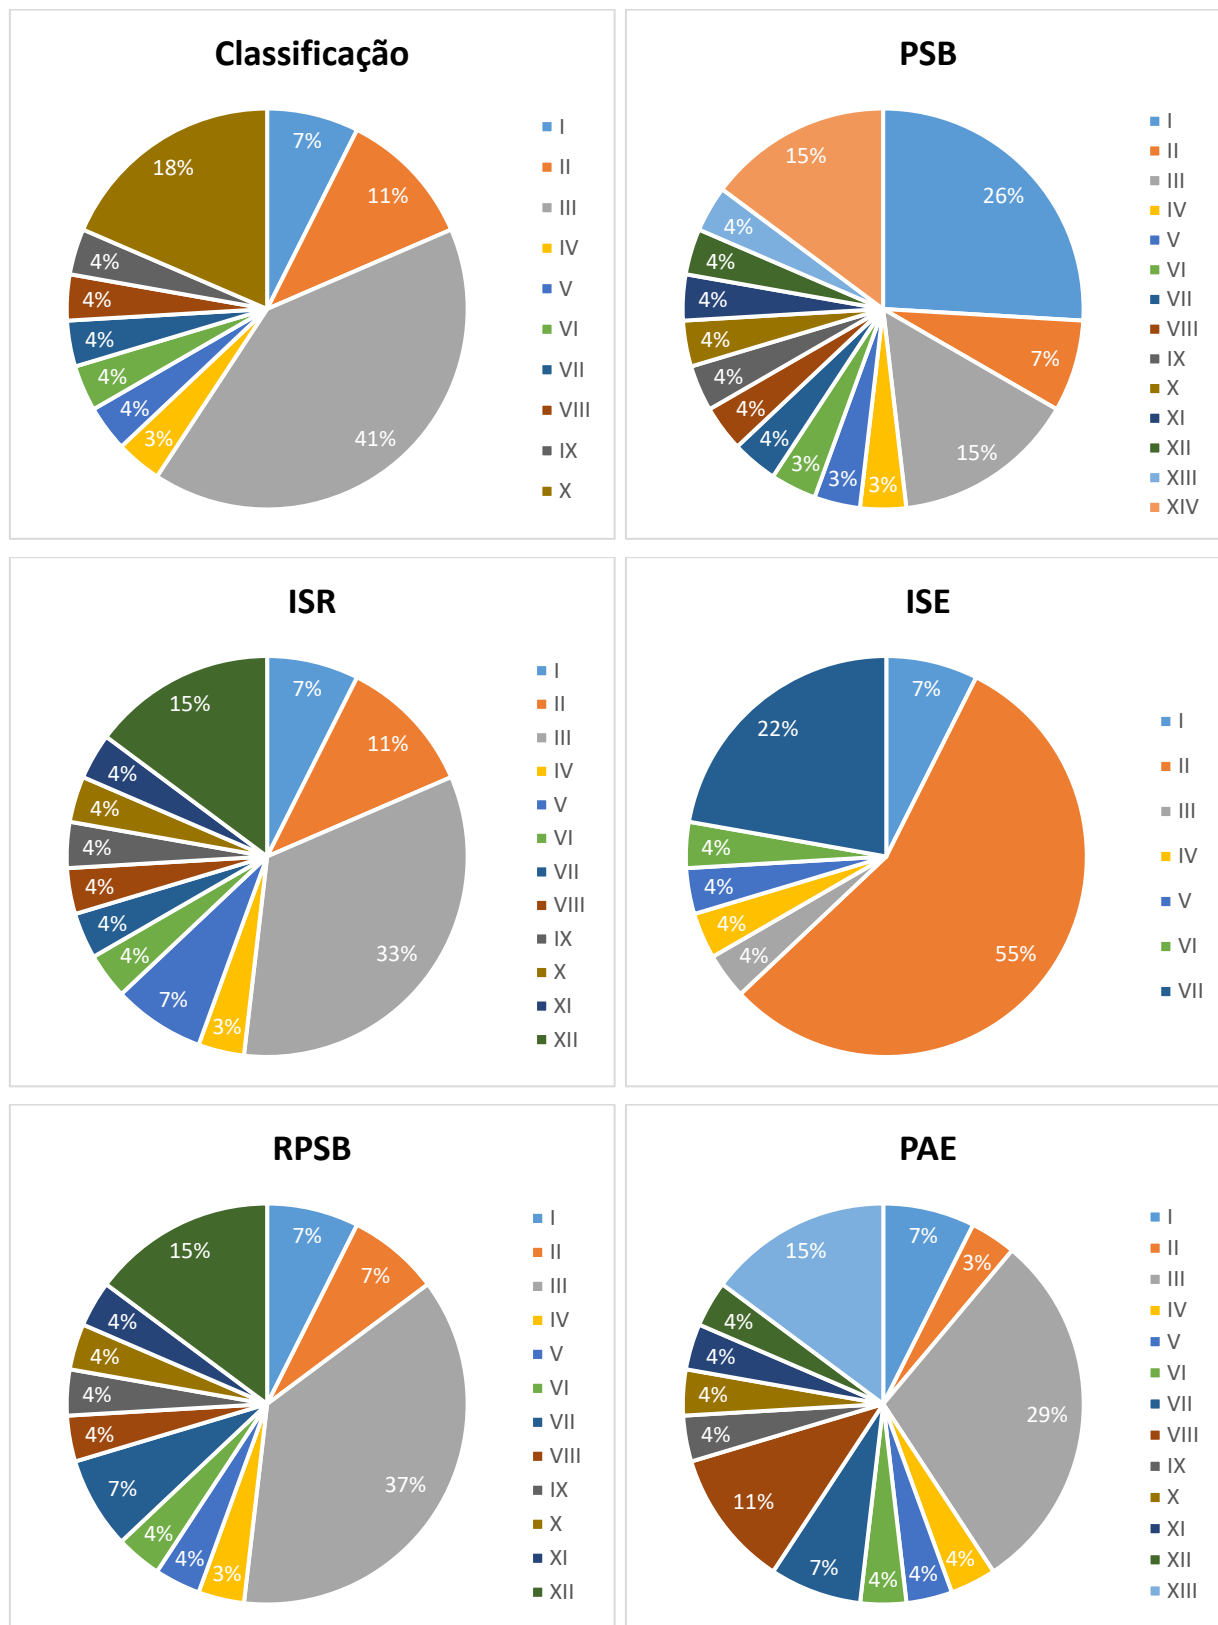 Classificação
7%
11%
41%
3%
4%
4%
4%
4%
4%
18%
I
II
III
IV
V
VI
VII
VIII
IX
X
PSB
26%
7%
15%
3%
3%
3%
4%
4%
4%
4%
4%
4%
4%
15%
I
II
III
IV
V
VI
VII
VIII
IX
X
XI
XII
XIII
XIV
ISR
7%
11%
33%
3%
7%
4%
4%
4%
4%
4%
4%
15%
I
II
III
IV
V
VI
VII
VIII
IX
X
XI
XII
ISE
7%
55%
4%
4%
4%
4%
22%
I
II
III
IV
V
VI
VII
RPSB
7%
7%
37%
3%
4%
4%
7%
4%
4%
4%
4%
15%
I
II
III
IV
V
VI
VII
VIII
IX
X
XI
XII
PAE
7%
3%
29%
4%
4%
4%
7%
11%
4%
4%
4%
4%
15%
I
II
III
IV
V
VI
VII
VIII
IX
X
XI
XII
XIII